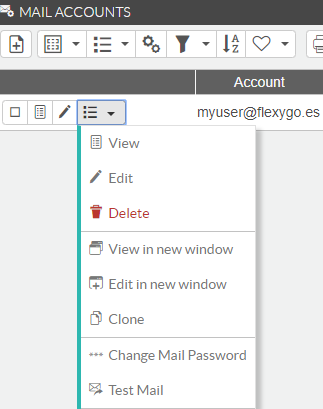 MAIL ACCOUNTS
A
Z
Account
myuser@flexygo.es
View
Edit
Delete
View in new window
Edit in new window
Clone
Change Mail Password
Test Mail